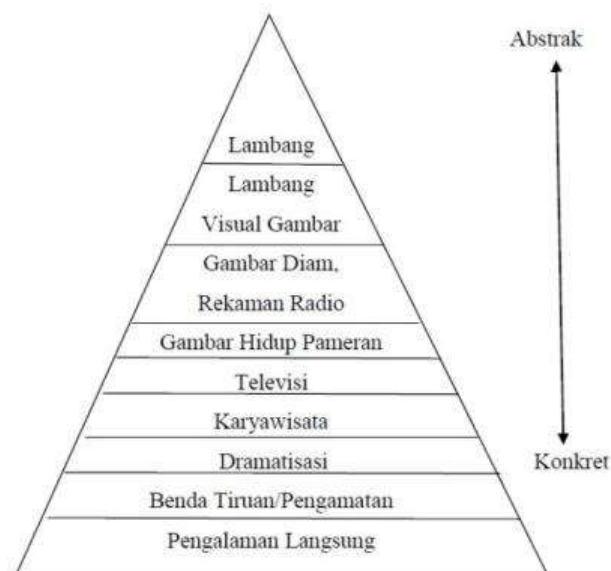 Abstrak
Lambang
Lambang
Visual Gambar
Gambar Diam,
Rekaman Radio
Gambar Hidup Pameran
Televisi
Karyawisata
Dramatisasi
Konkret
Benda Tiruan/Pengamatan
Pengalaman Langsung